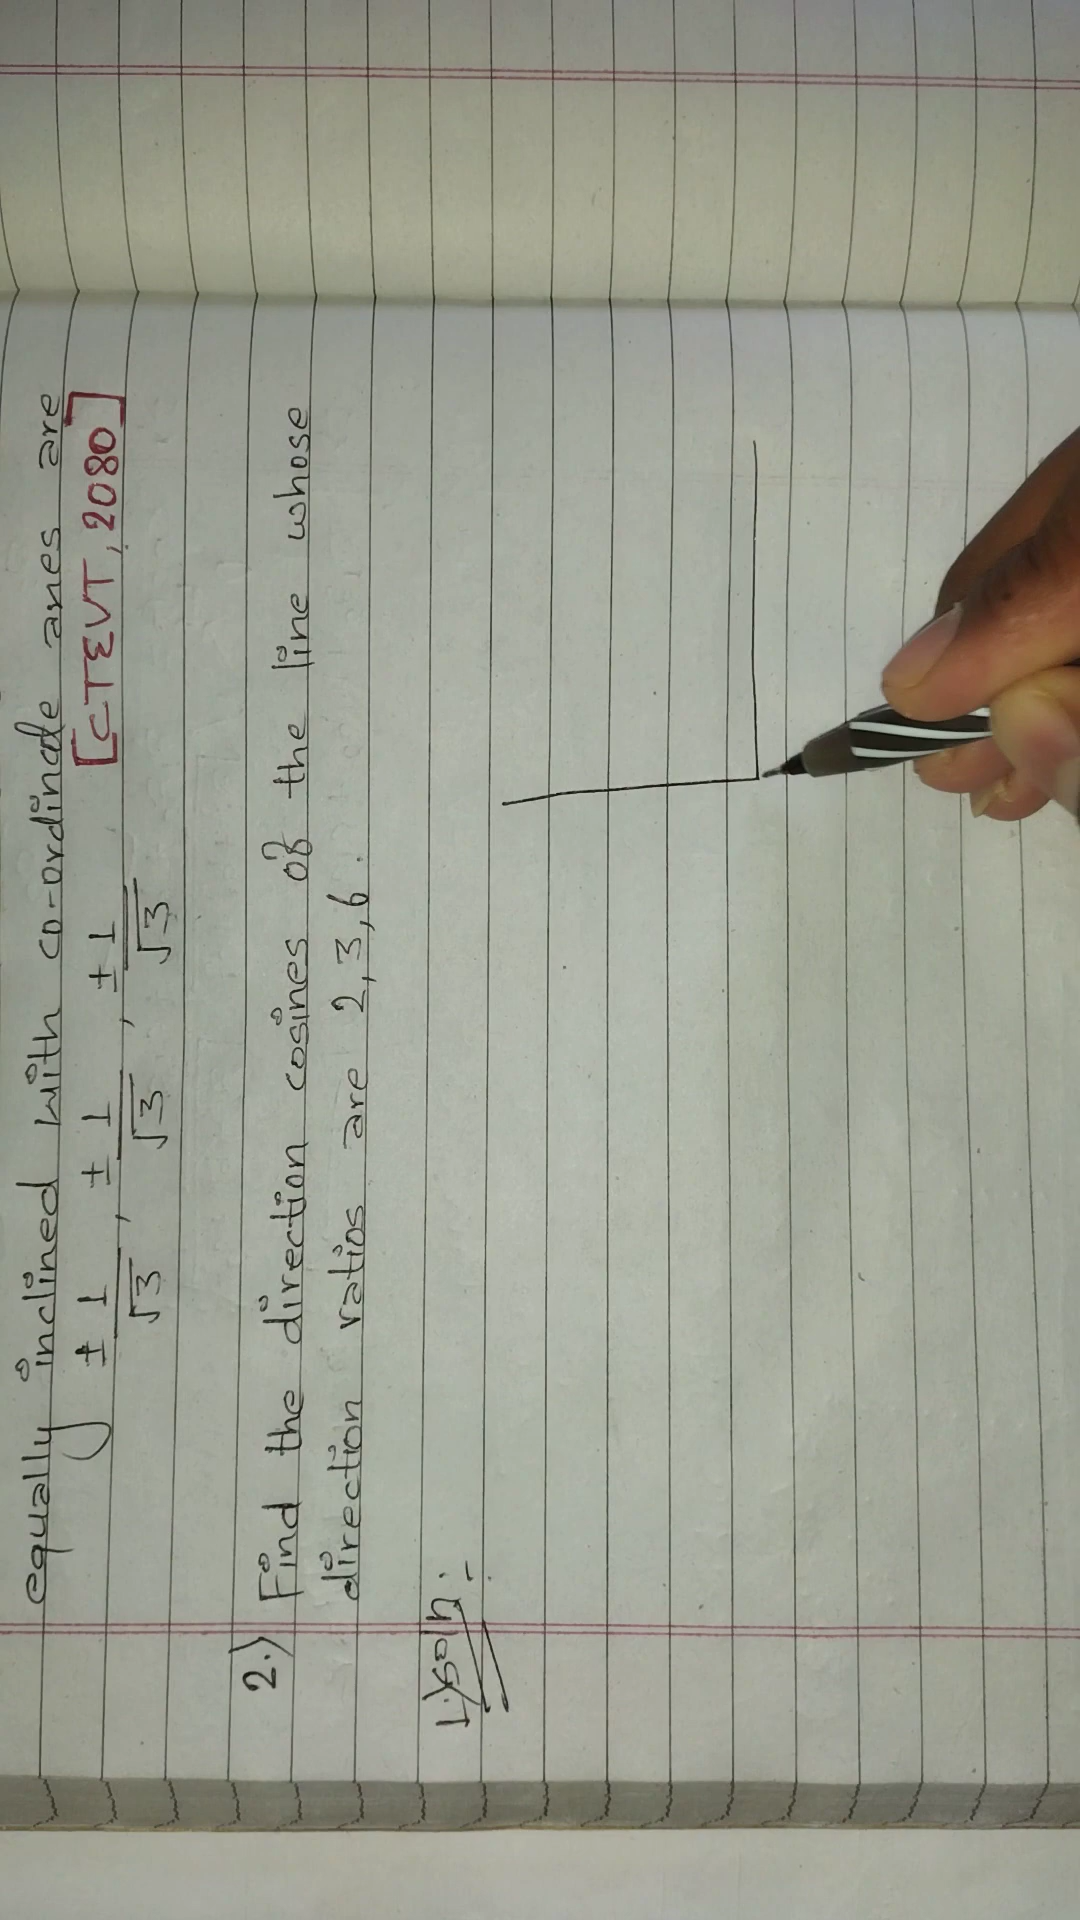 equally inclined with co-ordinate axes are
± 1/√3 , ± 1/√3 , ± 1/√3 [CTEVT, 2080]
2.) Find the direction cosines of the line whose
direction ratios are 2,3,6.
1.) soln:-